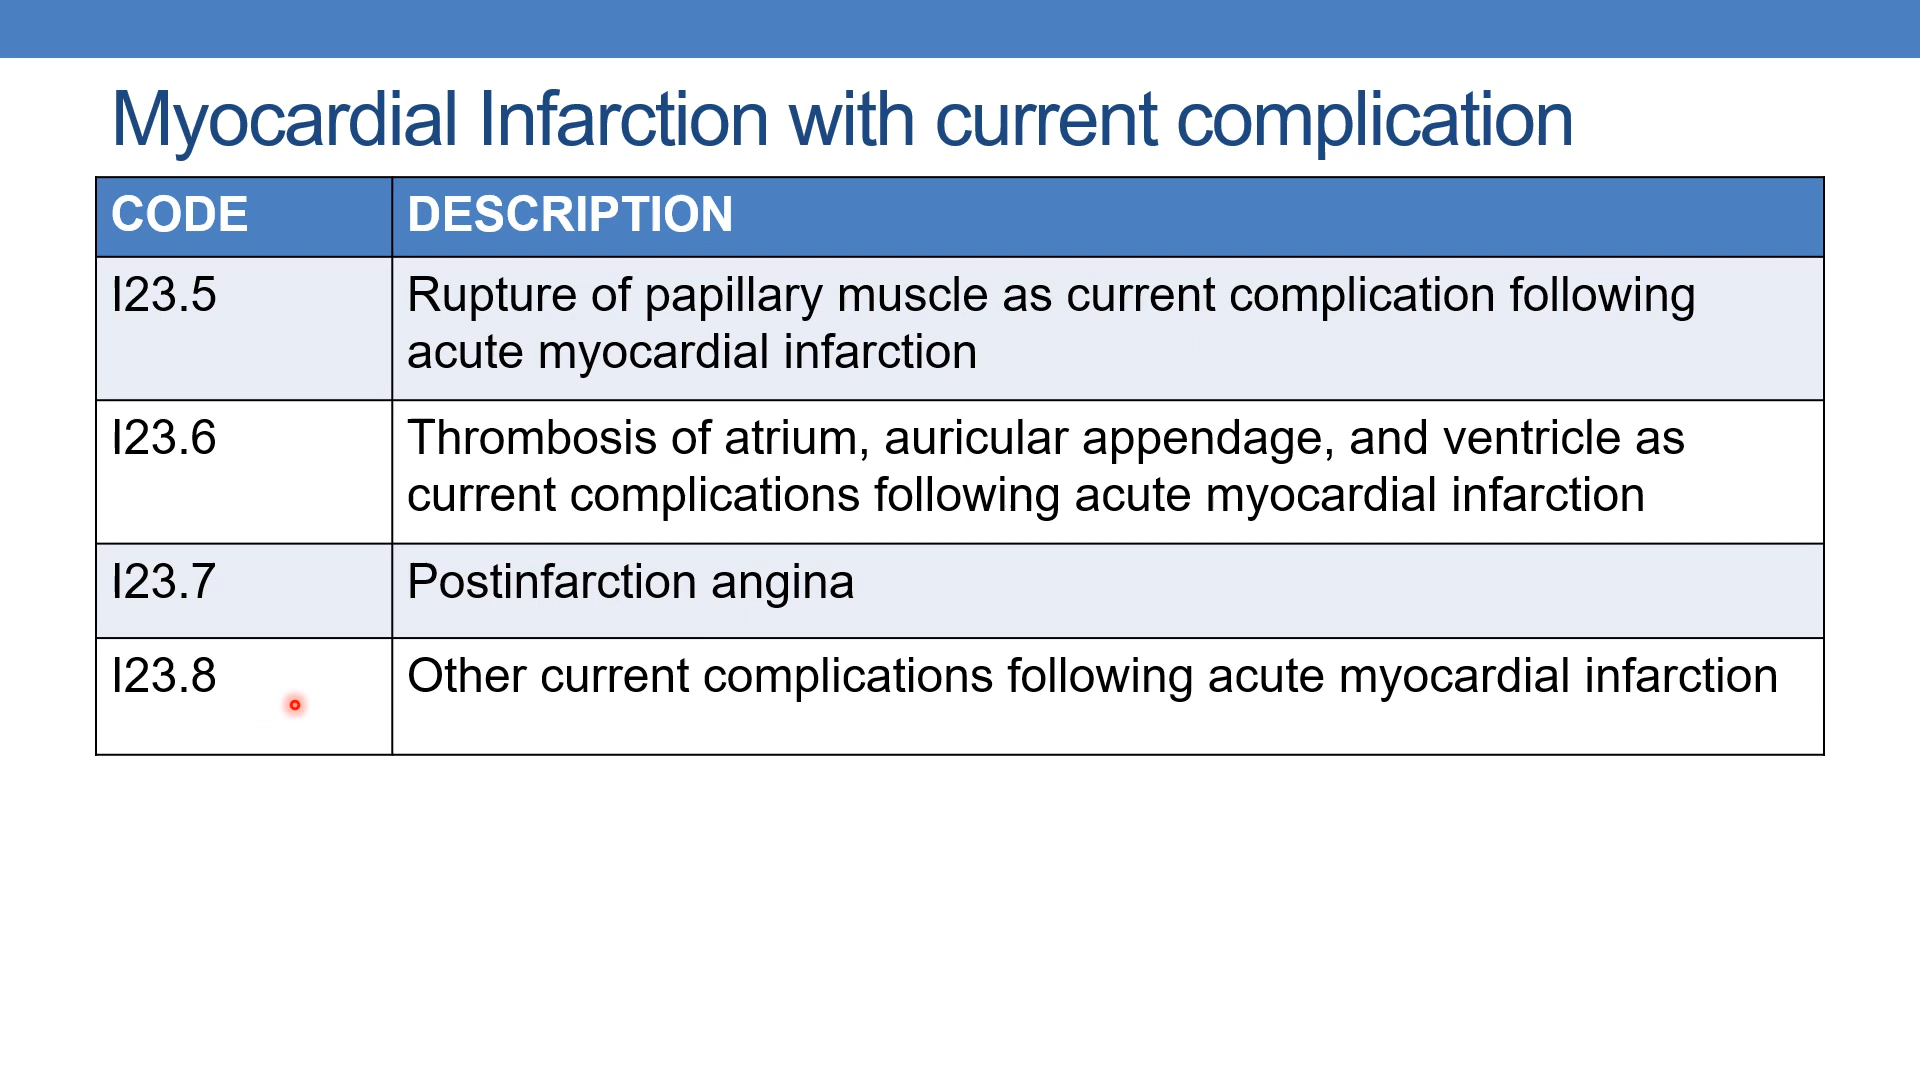 Myocardial Infarction with current complication
CODE DESCRIPTION
I23.5 Rupture of papillary muscle as current complication following
acute myocardial infarction
I23.6 Thrombosis of atrium, auricular appendage, and ventricle as
current complications following acute myocardial infarction
I23.7 Postinfarction angina
I23.8 Other current complications following acute myocardial infarction